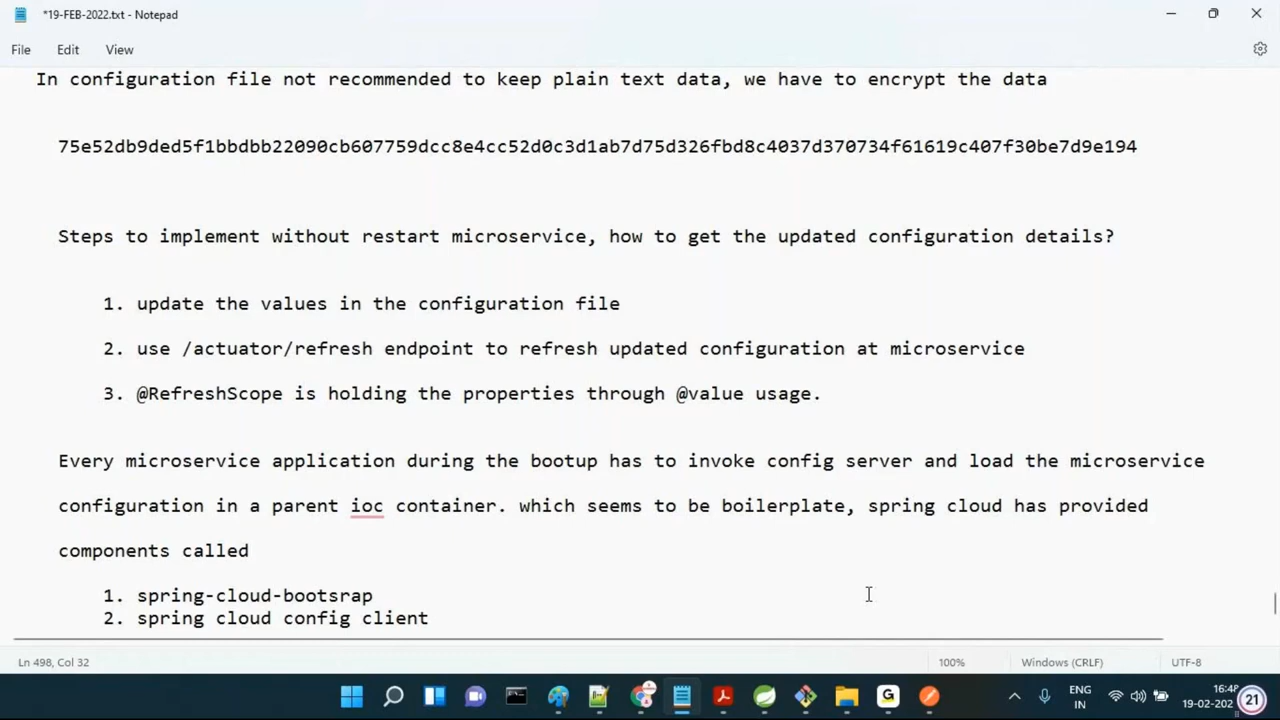 *19-FEB-2022.txt - Notepad
File Edit View
In configuration file not recommended to keep plain text data, we have to encrypt the data
75e52db9ded5f1bbdbb22090cb607759dcc8e4cc52d0c3d1ab7d75d326fbd8c4037d370734f61619c407f30be7d9e194
Steps to implement without restart microservice, how to get the updated configuration details?
1. update the values in the configuration file
2. use /actuator/refresh endpoint to refresh updated configuration at microservice
3. @RefreshScope is holding the properties through @value usage.
Every microservice application during the bootup has to invoke config server and load the microservice
configuration in a parent ioc container. which seems to be boilerplate, spring cloud has provided
components called
1. spring-cloud-bootsrap
2. spring cloud config client
Ln 498, Col 32 100% Windows (CRLF) UTF-8
ENG 16:48
IN 19-02-202 21